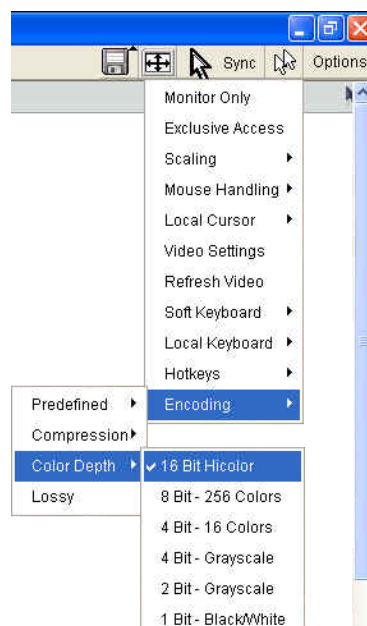 Sync Options
Monitor Only
Exclusive Access
Scaling
Mouse Handling
Local Cursor
Video Settings
Refresh Video
Soft Keyboard
Local Keyboard
Hotkeys
Encoding
Predefined
Compression
Color Depth
Lossy
16 Bit Hicolor
8 Bit - 256 Colors
4 Bit - 16 Colors
4 Bit - Grayscale
2 Bit - Grayscale
1 Bit - Black/White